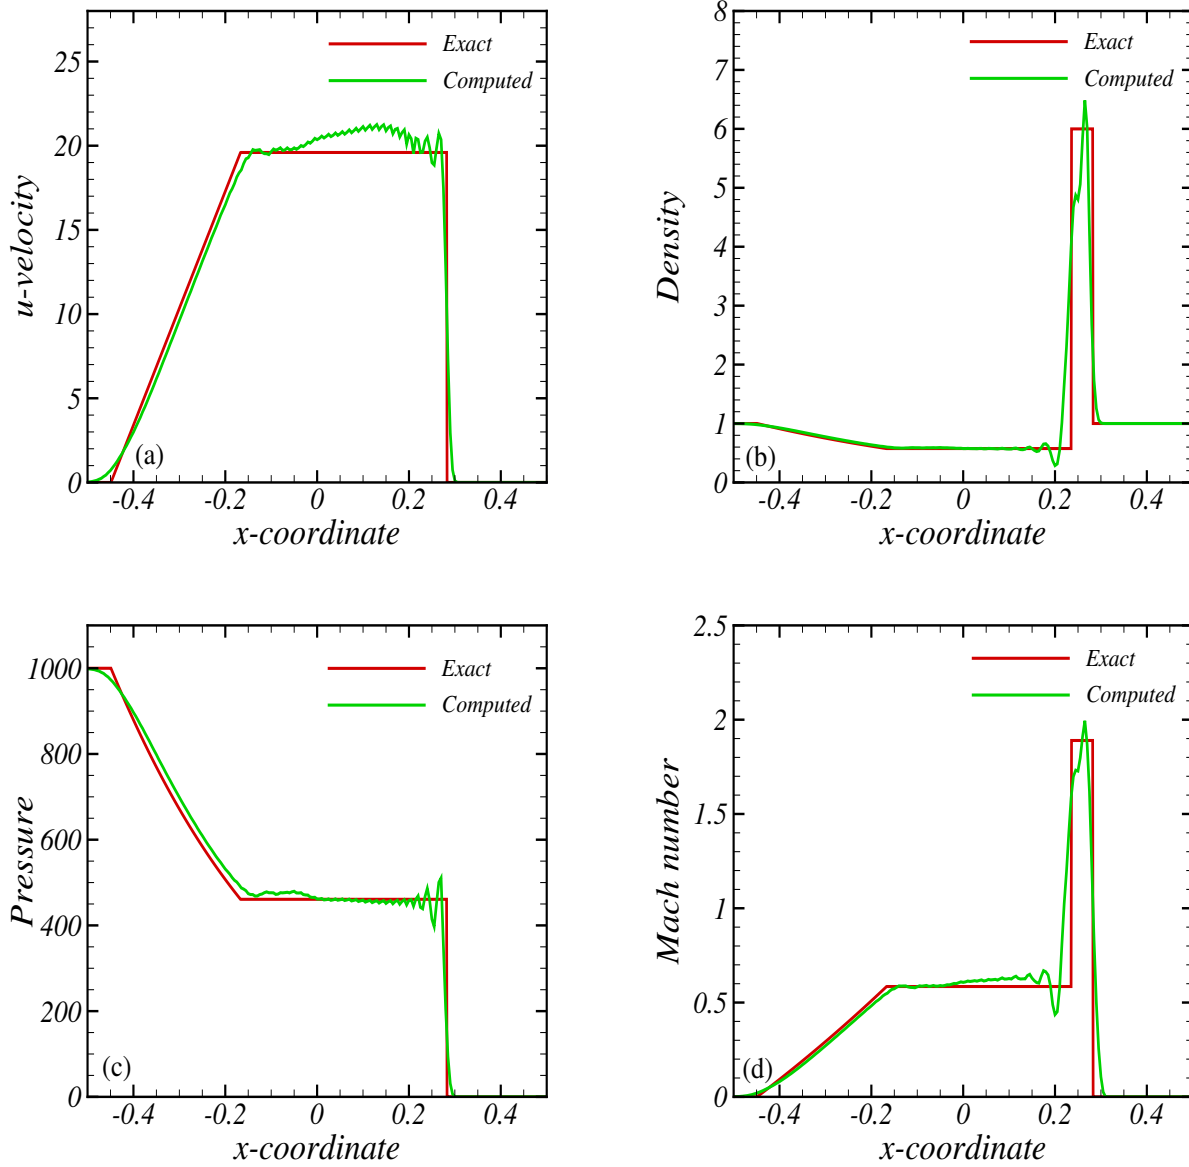 Exact
Computed
25
20
15
10
5
0
u-velocity
(a)
-0.4 -0.2 0 0.2 0.4
x-coordinate
Exact
Computed
8
7
6
5
4
3
2
1
0
Density
(b)
-0.4 -0.2 0 0.2 0.4
x-coordinate
Exact
Computed
1000
800
600
400
200
0
Pressure
(c)
-0.4 -0.2 0 0.2 0.4
x-coordinate
Exact
Computed
2.5
2
1.5
1
0.5
0
Mach number
(d)
-0.4 -0.2 0 0.2 0.4
x-coordinate